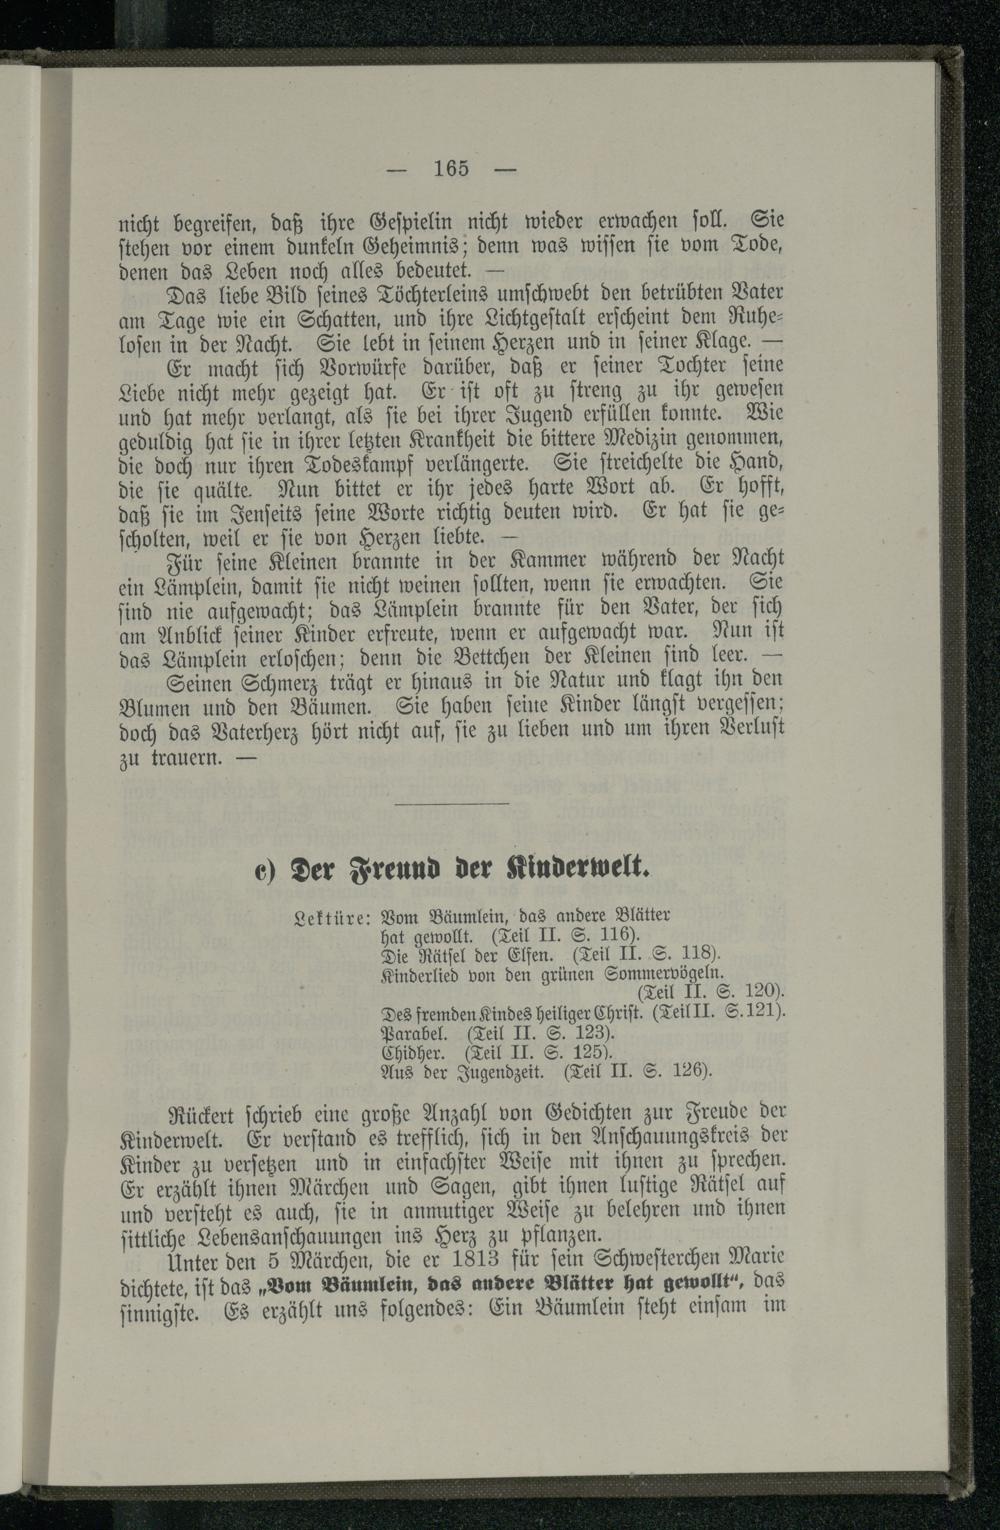 — 165 —
nicht begreifen, daß ihre Gespielin nicht wieder erwachen soll. Sie
stehen vor einem dunkeln Geheimnis; denn was wissen sie vom Tode,
denen das Leben noch alles bedeutet. —
Das liebe Bild seines Töchterleins umschwebt den betrübten Vater
am Tage wie ein Schatten, und ihre Lichtgestalt erscheint dem Ruhe-
losen in der Nacht. Sie lebt in seinem Herzen und in seiner Klage. —
Er macht sich Vorwürfe darüber, daß er seiner Tochter seine
Liebe nicht mehr gezeigt hat. Er ist oft zu streng zu ihr gewesen
und hat mehr verlangt, als sie bei ihrer Jugend erfüllen konnte. Wie
geduldig hat sie in ihrer letzten Krankheit die bittere Medizin genommen,
die doch nur ihren Todeskampf verlängerte. Sie streichelte die Hand,
die sie quälte. Nun bittet er ihr jedes harte Wort ab. Er hofft,
daß sie im Jenseits seine Worte richtig deuten wird. Er hat sie ge-
scholten, weil er sie von Herzen liebte. —
Für seine Kleinen brannte in der Kammer während der Nacht
ein Lämplein, damit sie nicht weinen sollten, wenn sie erwachten. Sie
sind nie aufgewacht; das Lämplein brannte für den Vater, der sich
am Anblick seiner Kinder erfreute, wenn er aufgewacht war. Nun ist
das Lämplein erloschen; denn die Bettchen der Kleinen sind leer. —
Seinen Schmerz trägt er hinaus in die Natur und klagt ihn den
Blumen und den Bäumen. Sie haben seine Kinder längst vergessen;
doch das Vaterherz hört nicht auf, sie zu lieben und um ihren Verlust
zu trauern. —
c) Der Freund der Kinderwelt.
Lektüre: Vom Bäumlein, das andere Blätter
hat gewollt. (Teil II. S. 116).
Die Rätsel der Elfen. (Teil II. S. 118).
Kinderlied von den grünen Sommervögeln.
(Teil II. S. 120).
Des fremden Kindes heiliger Christ. (Teil II. S. 121).
Parabel. (Teil II. S. 123).
Chidher. (Teil II. S. 125).
Aus der Jugendzeit. (Teil II. S. 126).
Rückert schrieb eine große Anzahl von Gedichten zur Freude der
Kinderwelt. Er verstand es trefflich, sich in den Anschauungskreis der
Kinder zu versetzen und in einfachster Weise mit ihnen zu sprechen.
Er erzählt ihnen Märchen und Sagen, gibt ihnen lustige Rätsel auf
und versteht es auch, sie in anmutiger Weise zu belehren und ihnen
sittliche Lebensanschauungen ins Herz zu pflanzen.
Unter den 5 Märchen, die er 1813 für sein Schwesterchen Marie
dichtete, ist das „Vom Bäumlein, das andere Blätter hat gewollt“, das
sinnigste. Es erzählt uns folgendes: Ein Bäumlein steht einsam im